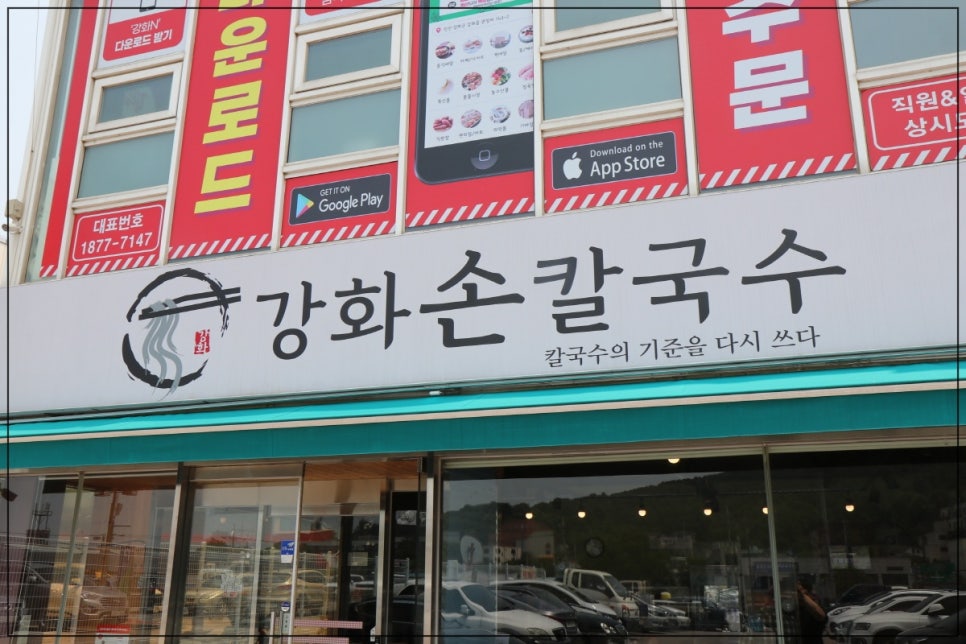 '강화N'
다운로드 받기
운로드
주문
직원&
상시
GET IT ON
Google Play
Download on the
App Store
대표번호
1877-7147
강화
강화손칼국수
칼국수의 기준을 다시 쓰다